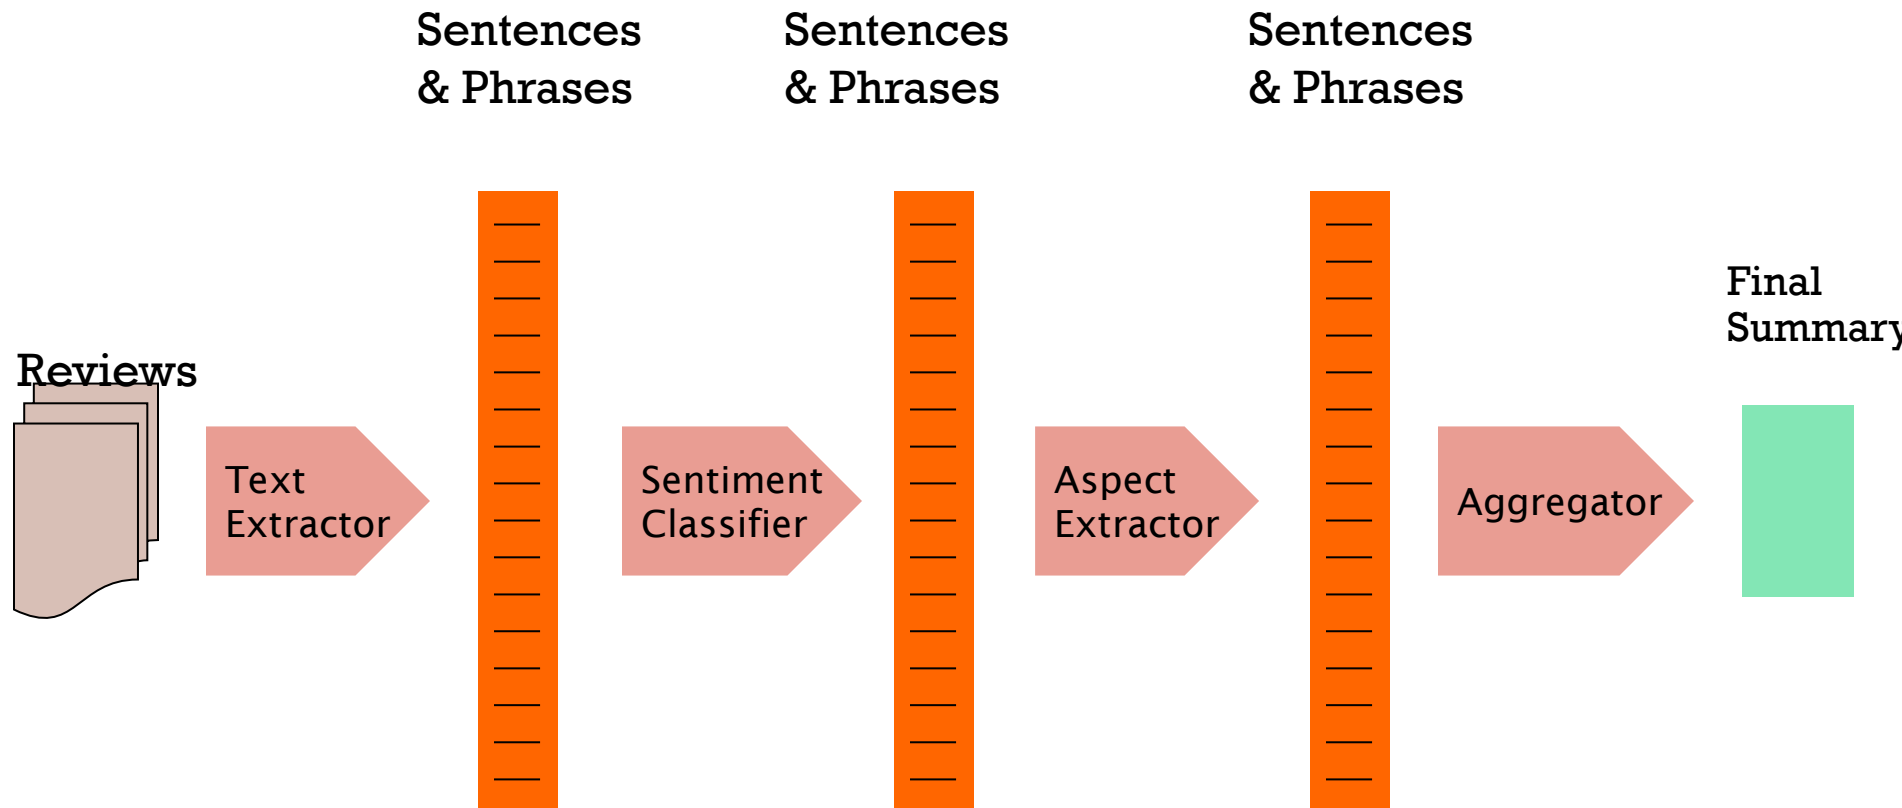 Sentences
& Phrases
Sentences
& Phrases
Sentences
& Phrases
Reviews
Text
Extractor
Sentiment
Classifier
Aspect
Extractor
Aggregator
Final
Summary